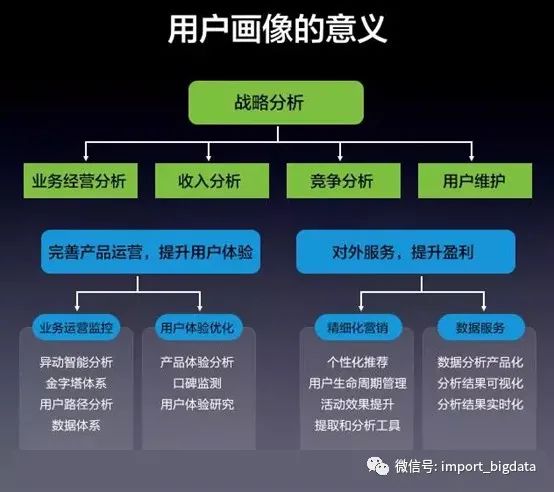 用户画像的意义
战略分析
业务经营分析
收入分析
竞争分析
用户维护
完善产品运营，提升用户体验
对外服务，提升盈利
业务运营监控
异动智能分析
金字塔体系
用户路径分析
数据体系
用户体验优化
产品体验分析
口碑监测
用户体验研究
精细化营销
个性化推荐
用户生命周期管理
活动效果提升
提取和分析工具
数据服务
数据分析产品化
分析结果可视化
分析结果实时化
微信号: import_bigdata